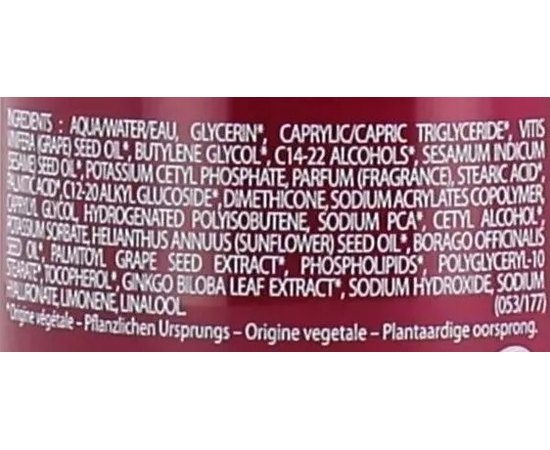 INGREDIENTS : AQUA/WATER/EAU, GLYCERIN*, CAPRYLIC/CAPRIC TRIGLYCERIDE*, VITIS
VINIFERA (GRAPE) SEED OIL*, BUTYLENE GLYCOL*, C14-22 ALCOHOLS*, SESAMUM INDICUM
(SESAME) SEED OIL*, POTASSIUM CETYL PHOSPHATE, PARFUM (FRAGRANCE), STEARIC ACID*,
PALMITIC ACID*, C12-20 ALKYL GLUCOSIDE*, DIMETHICONE, SODIUM ACRYLATES COPOLYMER,
CAPRYLYL GLYCOL, HYDROGENATED POLYISOBUTENE, SODIUM PCA*, CETYL ALCOHOL*,
POTASSIUM SORBATE, HELIANTHUS ANNUUS (SUNFLOWER) SEED OIL*, BORAGO OFFICINALIS
SEED OIL*, PALMITOYL GRAPE SEED EXTRACT*, PHOSPHOLIPIDS*, POLYGLYCERYL-10
STEARATE*, TOCOPHEROL*, GINKGO BILOBA LEAF EXTRACT*, SODIUM HYDROXIDE, SODIUM
HYALURONATE, LIMONENE, LINALOOL. (053/177)
*Origine végétale – Pflanzlichen Ursprungs – Origine vegetale – Plantaardige oorsprong.